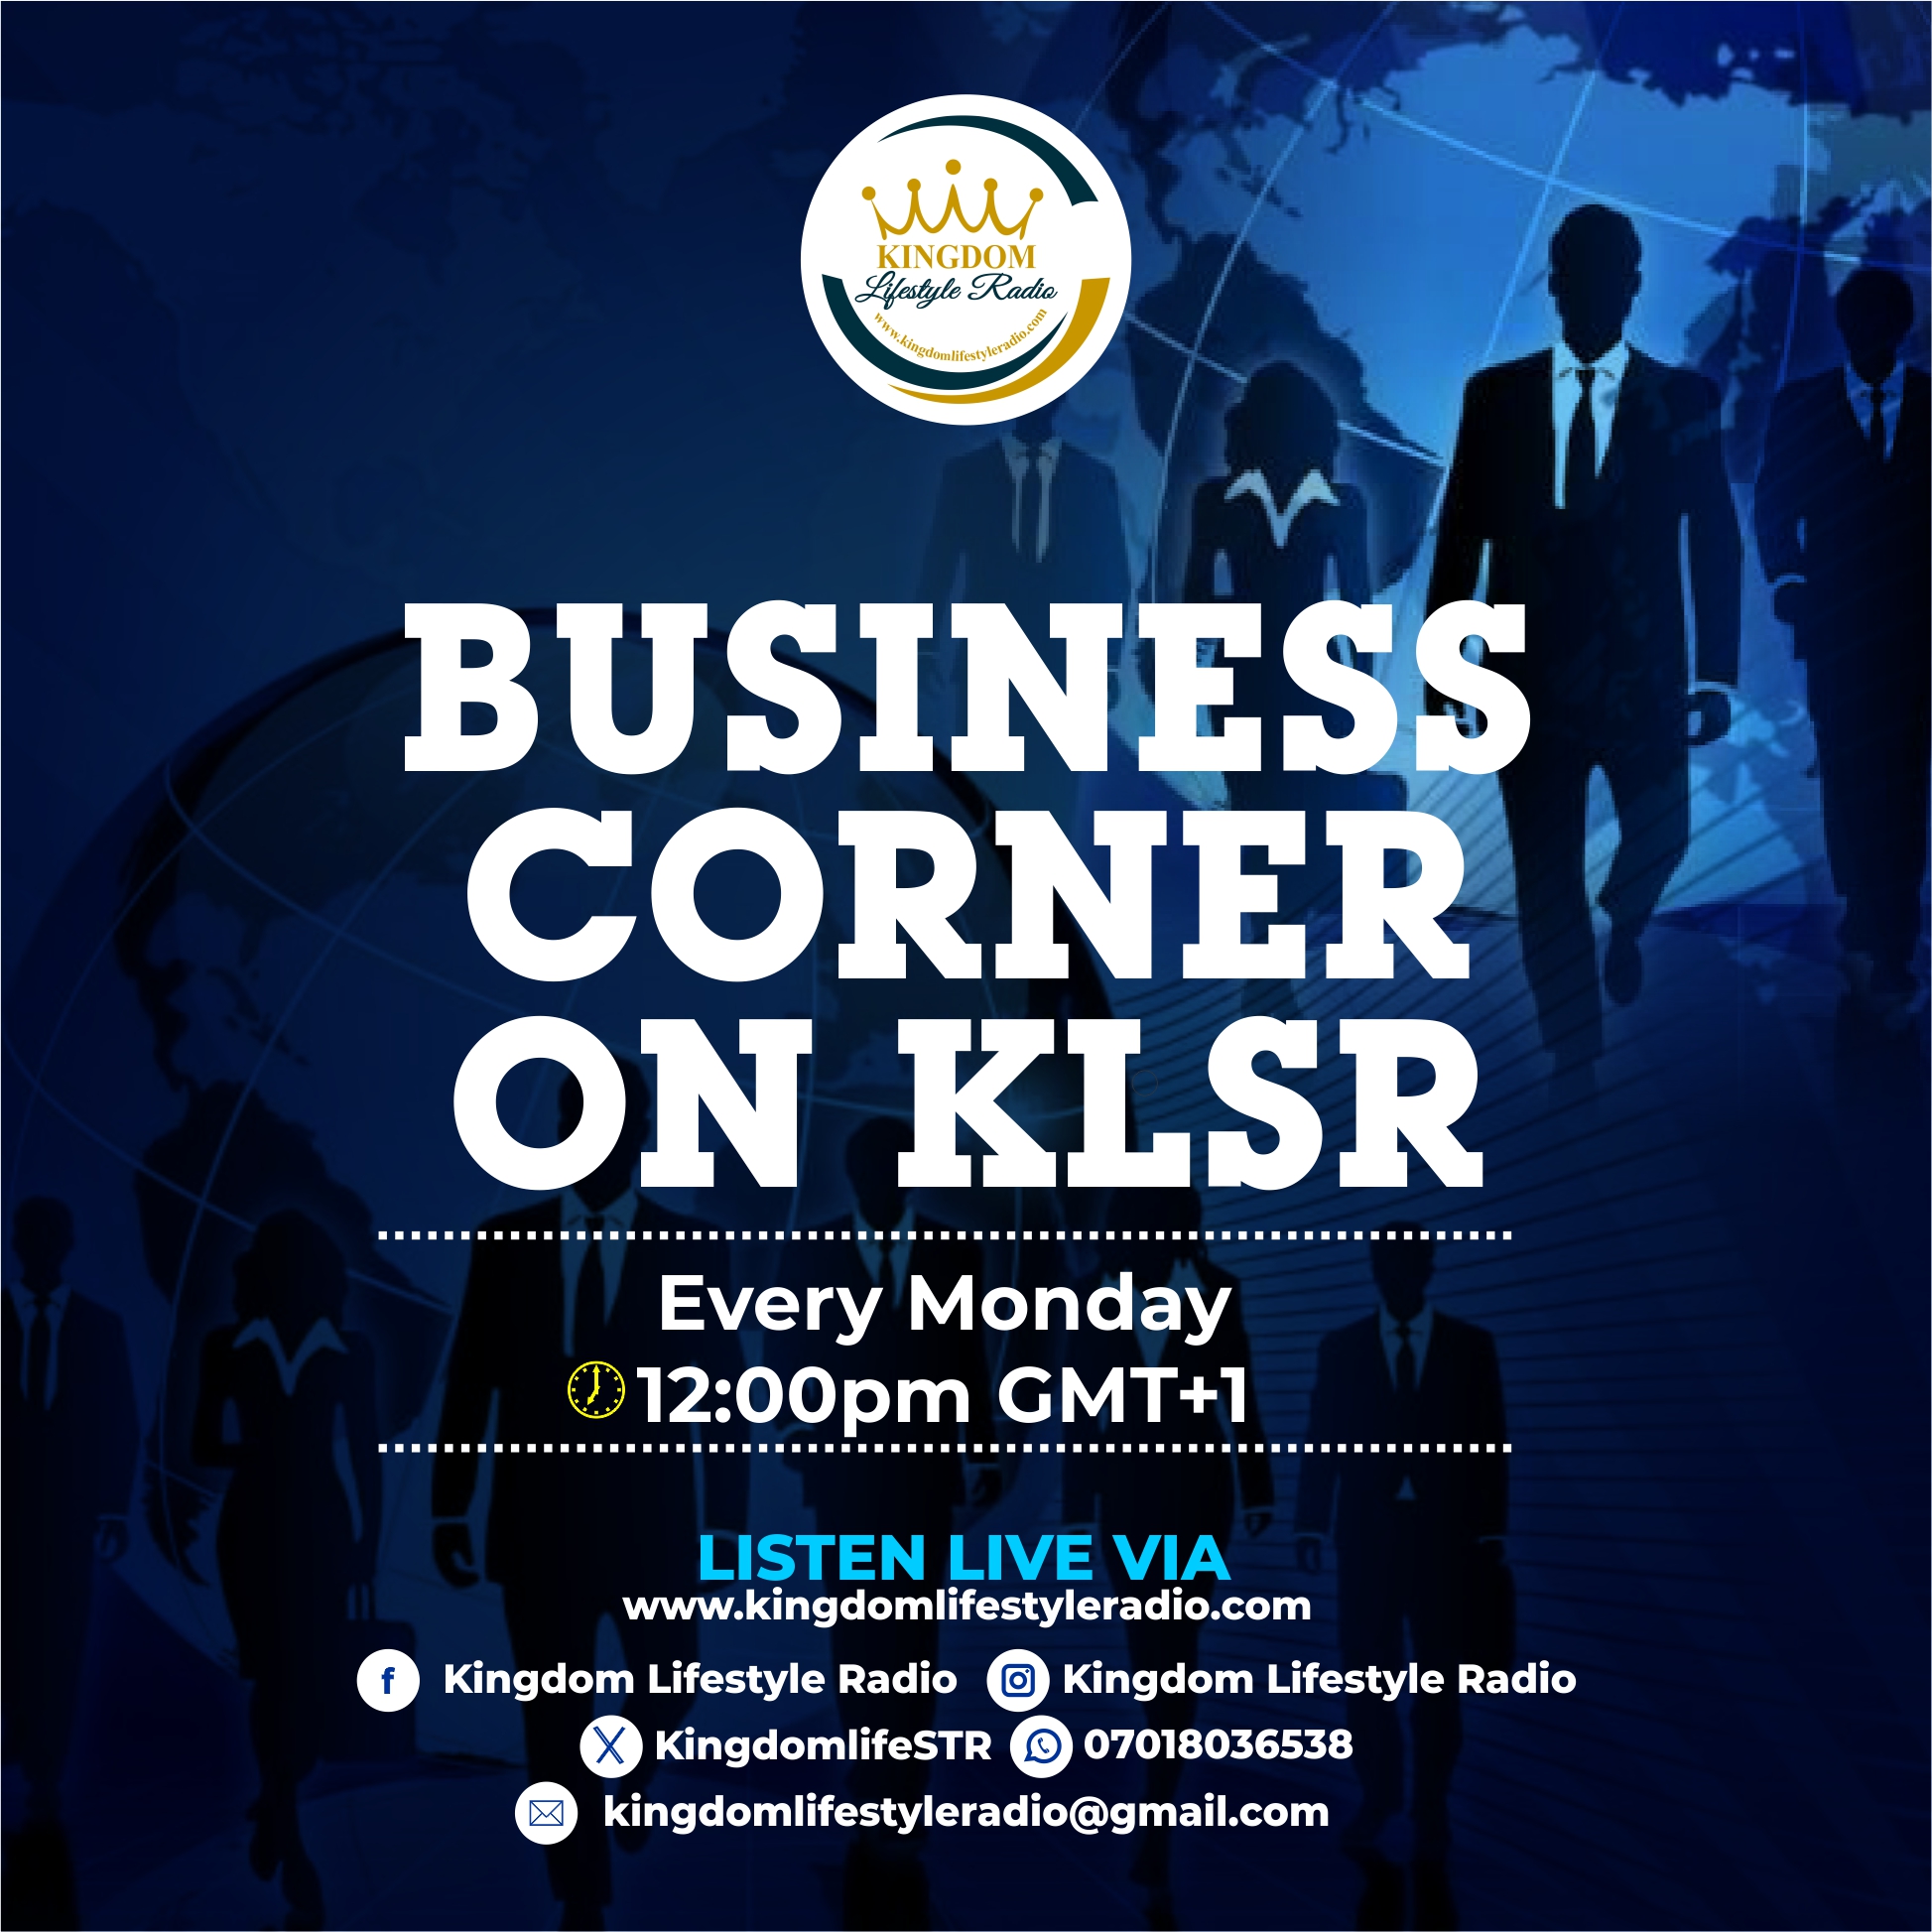 KINGDOM
Lifestyle Radio
www.kingdomlifestyleradio.com
BUSINESS
CORNER
ON KLSR
Every Monday
12:00pm GMT+1
LISTEN LIVE VIA
www.kingdomlifestyleradio.com
Kingdom Lifestyle Radio Kingdom Lifestyle Radio
KingdomlifeSTR 07018036538
kingdomlifestyleradio@gmail.com